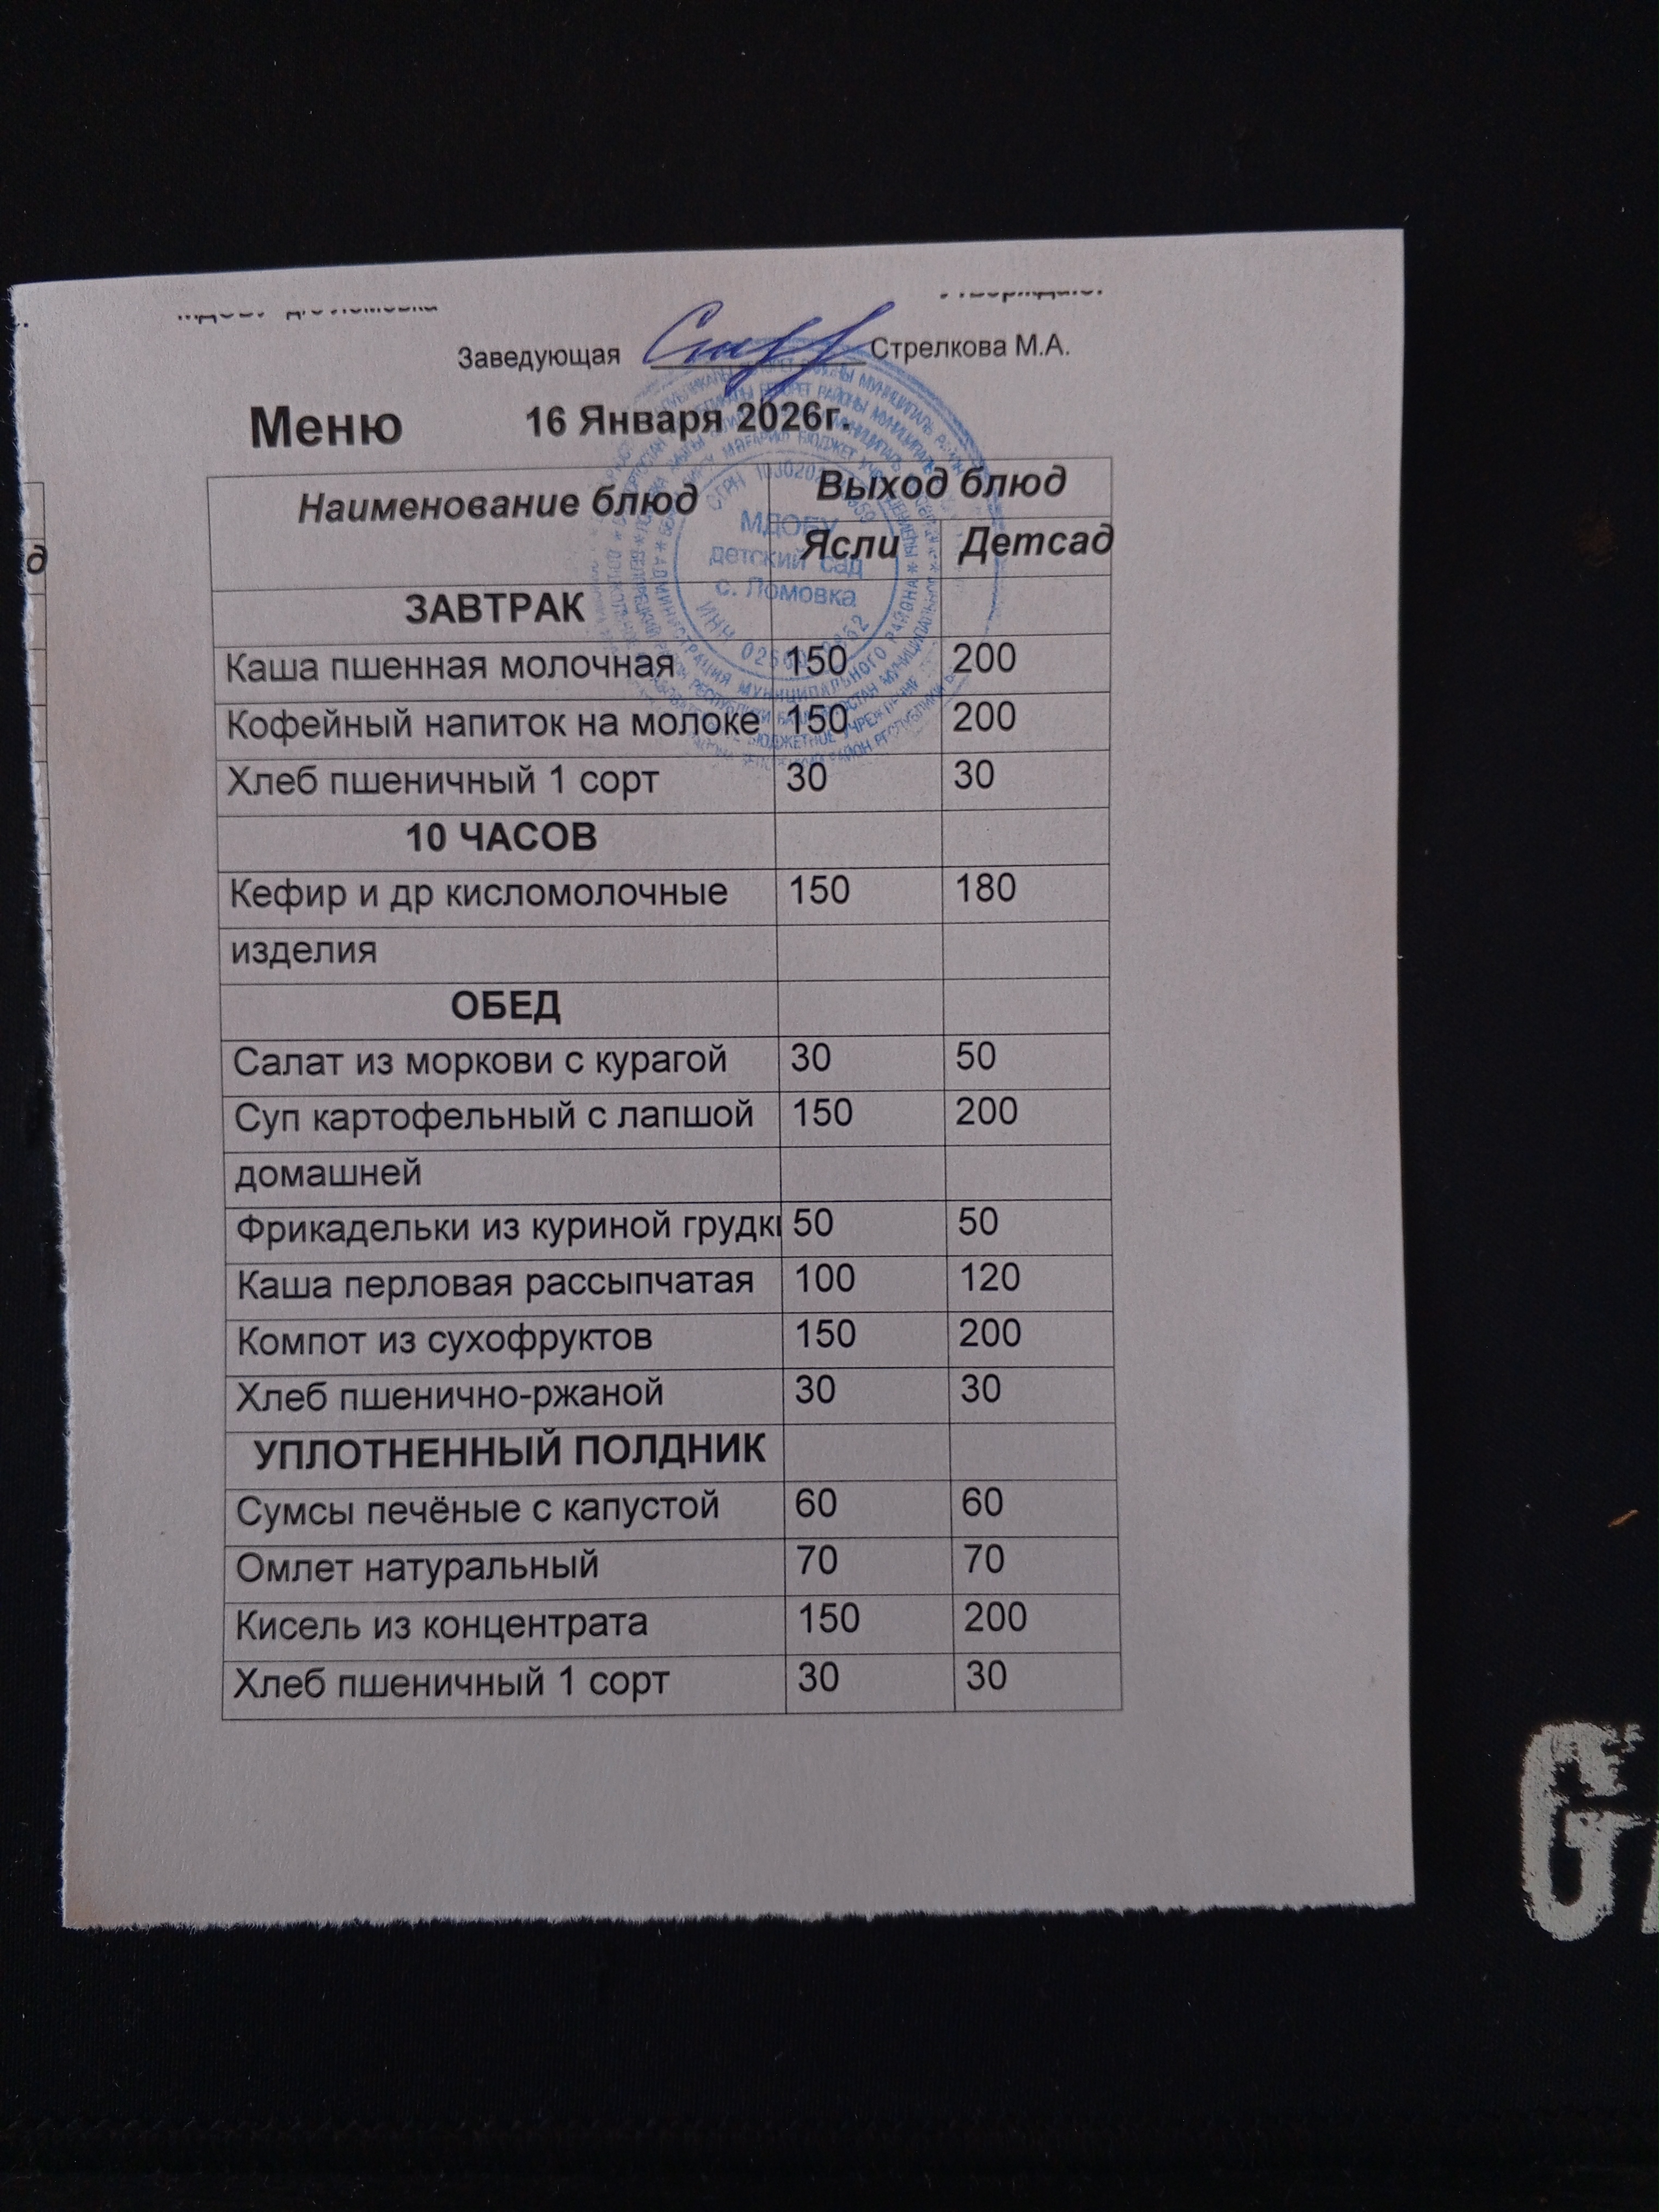 Заведующая Стрелкова М.А.
Меню 16 Января 2026г.
Наименование блюд Выход блюд
Ясли Детсад
МДОБУ
детский сад
с. Ломовка
ЗАВТРАК
Каша пшенная молочная 150 200
Кофейный напиток на молоке 150 200
Хлеб пшеничный 1 сорт 30 30
10 ЧАСОВ
Кефир и др кисломолочные 150 180
изделия
ОБЕД
Салат из моркови с курагой 30 50
Суп картофельный с лапшой 150 200
домашней
Фрикадельки из куриной грудки 50 50
Каша перловая рассыпчатая 100 120
Компот из сухофруктов 150 200
Хлеб пшенично-ржаной 30 30
УПЛОТНЕННЫЙ ПОЛДНИК
Сумсы печёные с капустой 60 60
Омлет натуральный 70 70
Кисель из концентрата 150 200
Хлеб пшеничный 1 сорт 30 30